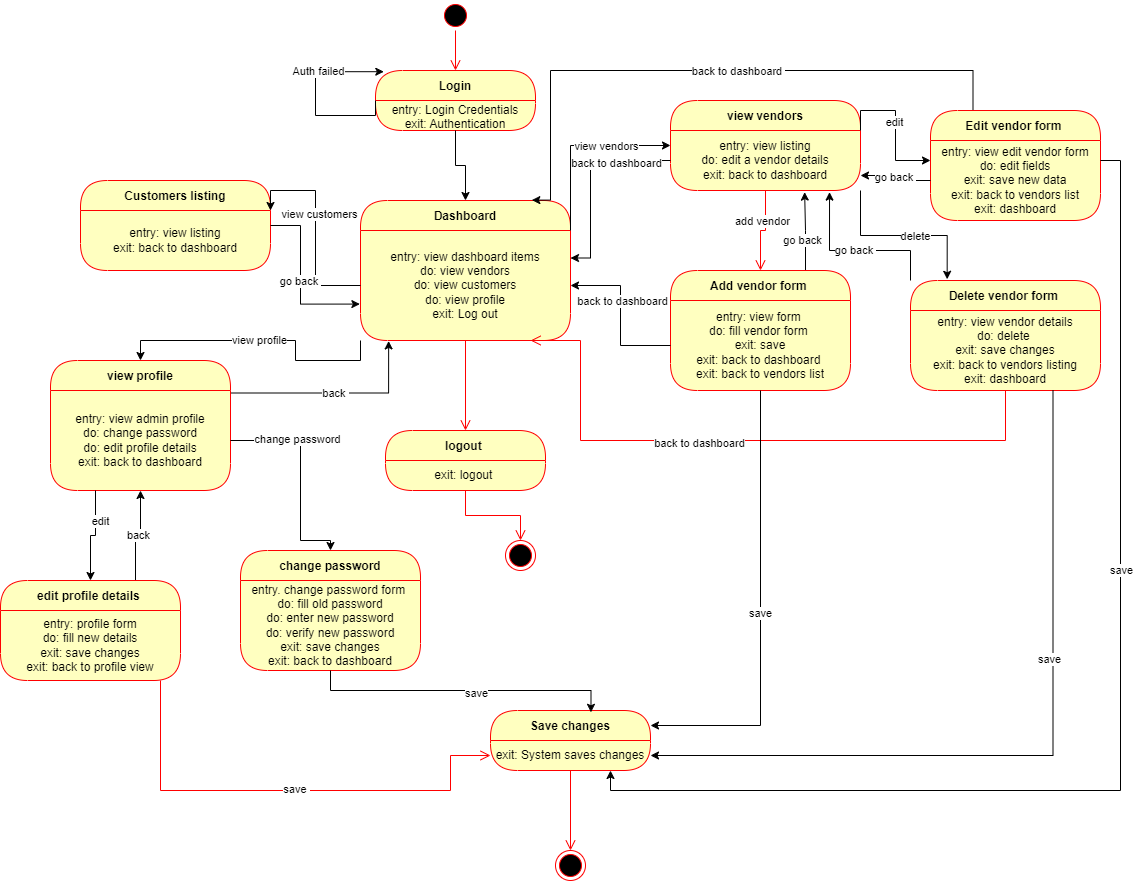 Auth failed
Login
entry: Login Credentials
exit: Authentication
back to dashboard
view vendors
entry: view listing
do: edit a vendor details
exit: back to dashboard
edit
Edit vendor form
entry: view edit vendor form
do: edit fields
exit: save new data
exit: back to vendors list
exit: dashboard
view vendors
back to dashboard
go back
Customers listing
entry: view listing
exit: back to dashboard
view customers
go back
Dashboard
entry: view dashboard items
do: view vendors
do: view customers
do: view profile
exit: Log out
add vendor
go back
go back
delete
back to dashboard
Add vendor form
entry: view form
do: fill vendor form
exit: save
exit: back to dashboard
exit: back to vendors list
Delete vendor form
entry: view vendor details
do: delete
exit: save changes
exit: back to vendors listing
exit: dashboard
view profile
view profile
entry: view admin profile
do: change password
do: edit profile details
exit: back to dashboard
back
change password
logout
exit: logout
back to dashboard
edit
back
edit profile details
entry: profile form
do: fill new details
exit: save changes
exit: back to profile view
change password
entry. change password form
do: fill old password
do: enter new password
do: verify new password
exit: save changes
exit: back to dashboard
save
save
save
save
Save changes
exit: System saves changes
save